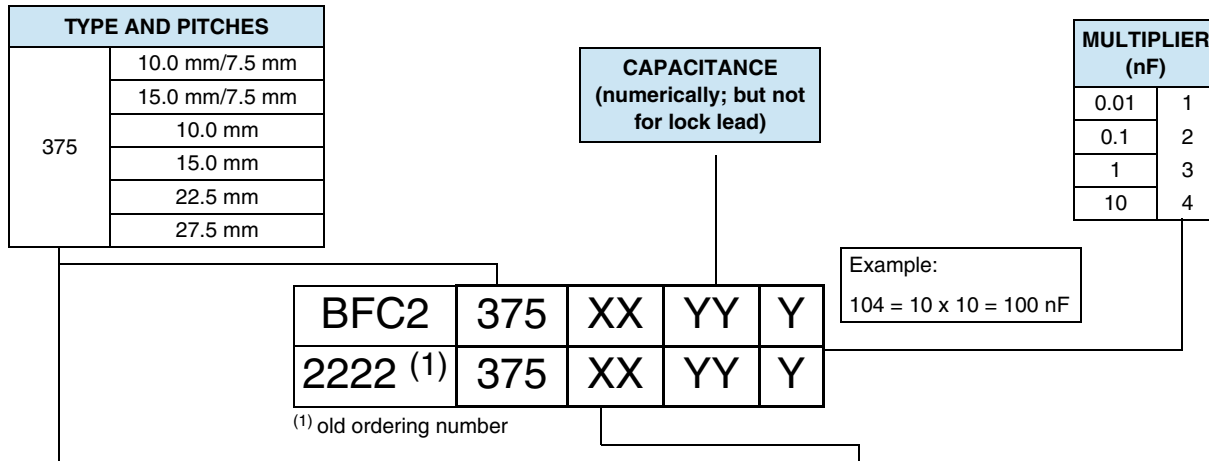 TYPE AND PITCHES
375
10.0 mm/7.5 mm
15.0 mm/7.5 mm
10.0 mm
15.0 mm
22.5 mm
27.5 mm
CAPACITANCE
(numerically; but not
for lock lead)
MULTIPLIER
(nF)
0.01 1
0.1 2
1 3
10 4
Example:
104 = 10 x 10 = 100 nF
BFC2 375 XX YY Y
2222 (1) 375 XX YY Y
(1) old ordering number